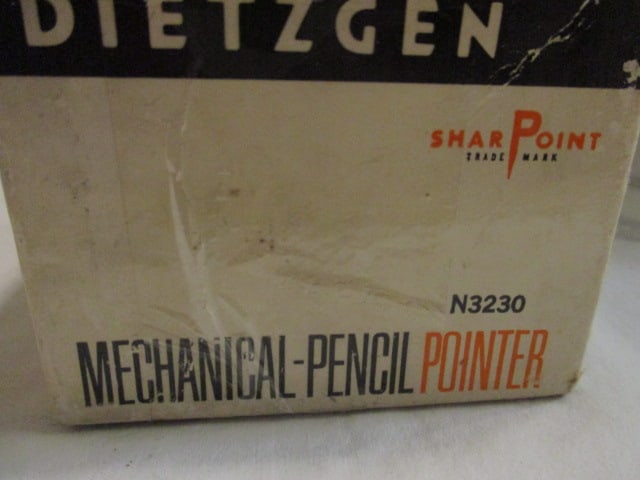 DIETZGEN
SHARPOINT
TRADE MARK
N3230
MECHANICAL-PENCIL POINTER